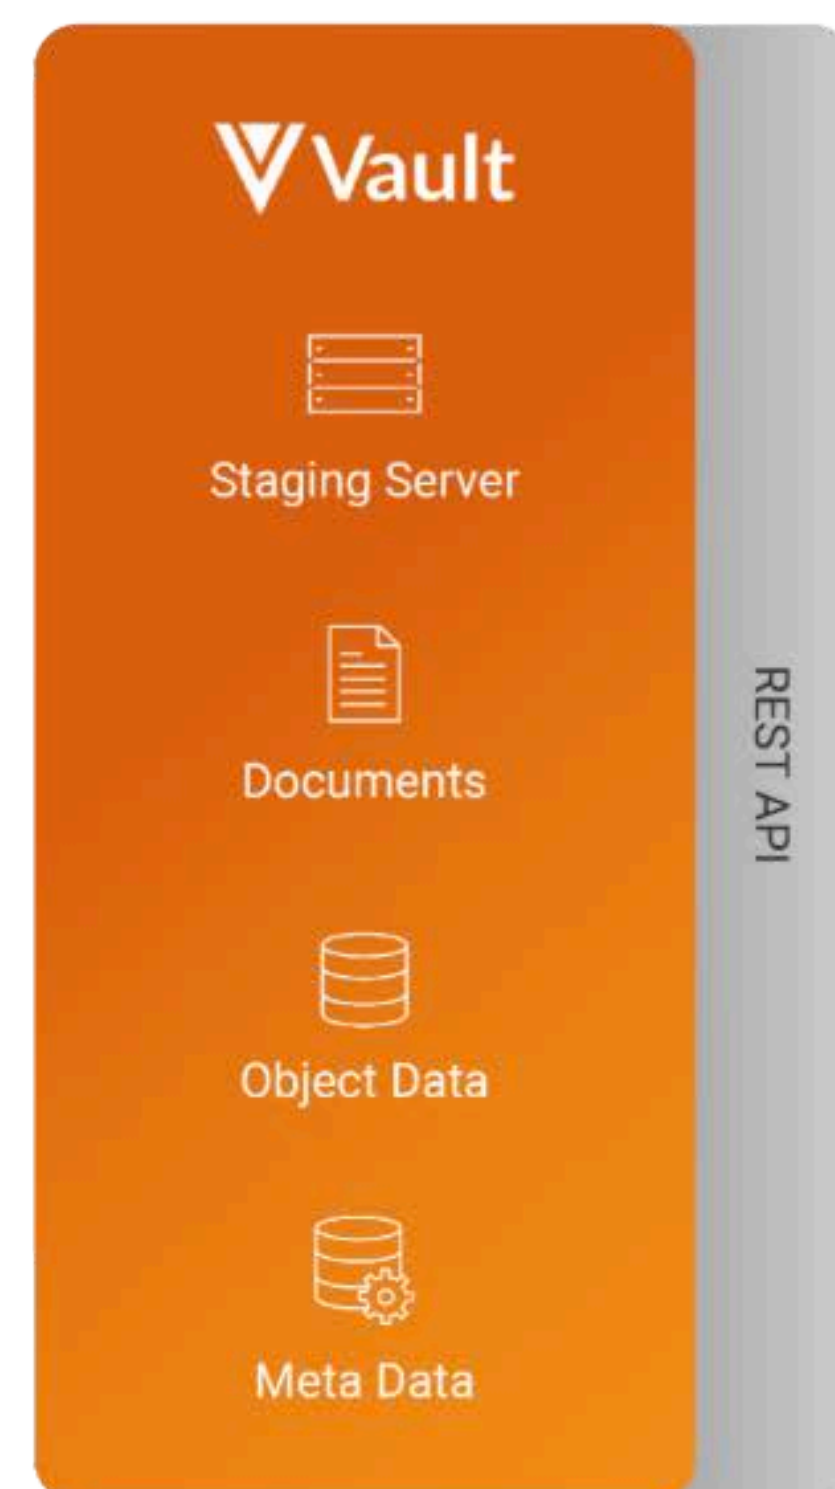 Vault
Staging Server
Documents
Object Data
Meta Data
REST API